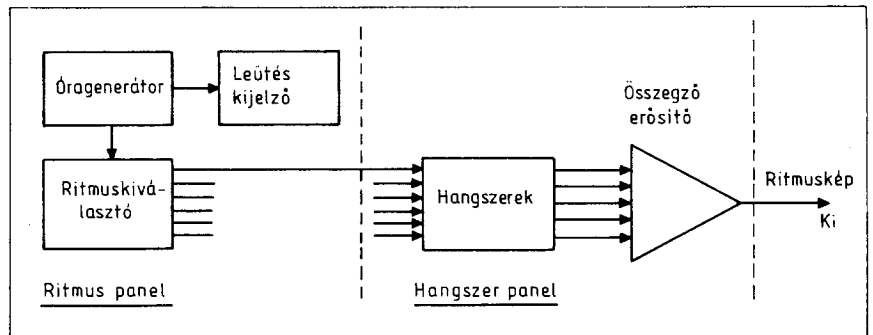 Óragenerátor
Leütés
kijelző
Ritmuskivá-
lasztó
Ritmus panel
Hangszerek
Hangszer panel
Összegző
erősítő
Ritmuskép
Ki